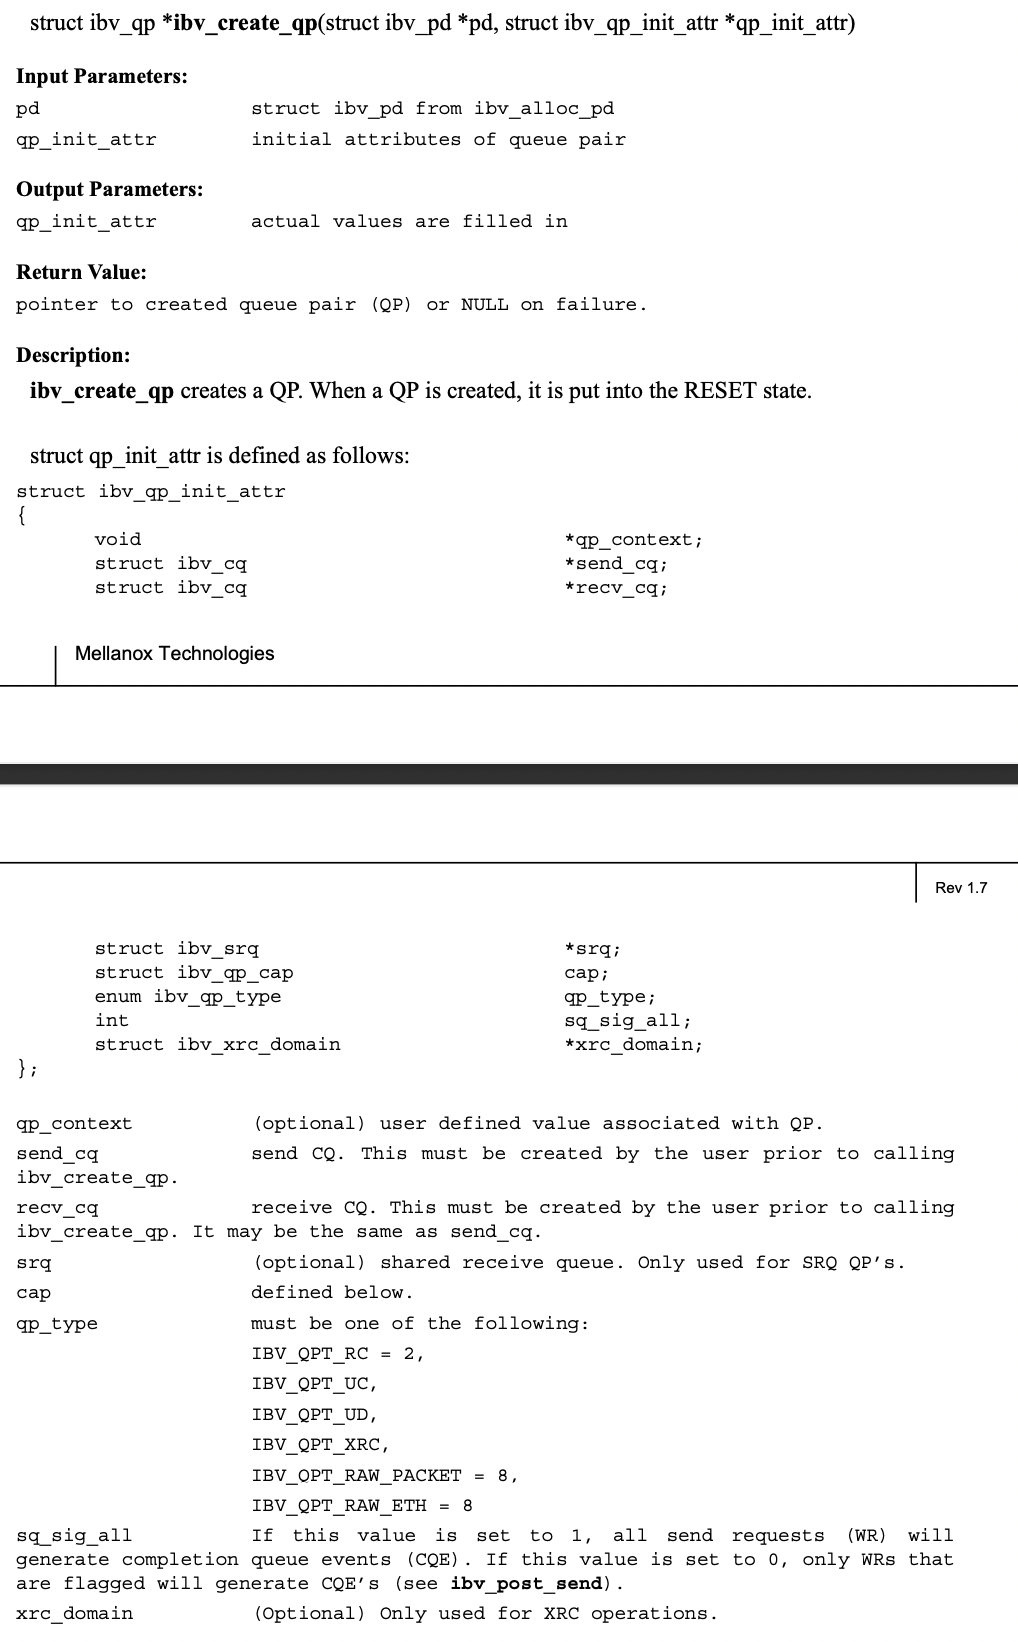 struct ibv_qp *ibv_create_qp(struct ibv_pd *pd, struct ibv_qp_init_attr *qp_init_attr)
Input Parameters:
pd struct ibv_pd from ibv_alloc_pd
qp_init_attr initial attributes of queue pair
Output Parameters:
qp_init_attr actual values are filled in
Return Value:
pointer to created queue pair (QP) or NULL on failure.
Description:
ibv_create_qp creates a QP. When a QP is created, it is put into the RESET state.
struct qp_init_attr is defined as follows:
struct ibv_qp_init_attr
{
void *qp_context;
struct ibv_cq *send_cq;
struct ibv_cq *recv_cq;
Mellanox Technologies
Rev 1.7
struct ibv_srq *srq;
struct ibv_qp_cap cap;
enum ibv_qp_type qp_type;
int sq_sig_all;
struct ibv_xrc_domain *xrc_domain;
};
qp_context (optional) user defined value associated with QP.
send_cq send CQ. This must be created by the user prior to calling
ibv_create_qp.
recv_cq receive CQ. This must be created by the user prior to calling
ibv_create_qp. It may be the same as send_cq.
srq (optional) shared receive queue. Only used for SRQ QP’s.
cap defined below.
qp_type must be one of the following:
IBV_QPT_RC = 2,
IBV_QPT_UC,
IBV_QPT_UD,
IBV_QPT_XRC,
IBV_QPT_RAW_PACKET = 8,
IBV_QPT_RAW_ETH = 8
sq_sig_all If this value is set to 1, all send requests (WR) will
generate completion queue events (CQE). If this value is set to 0, only WRs that
are flagged will generate CQE’s (see ibv_post_send).
xrc_domain (Optional) Only used for XRC operations.